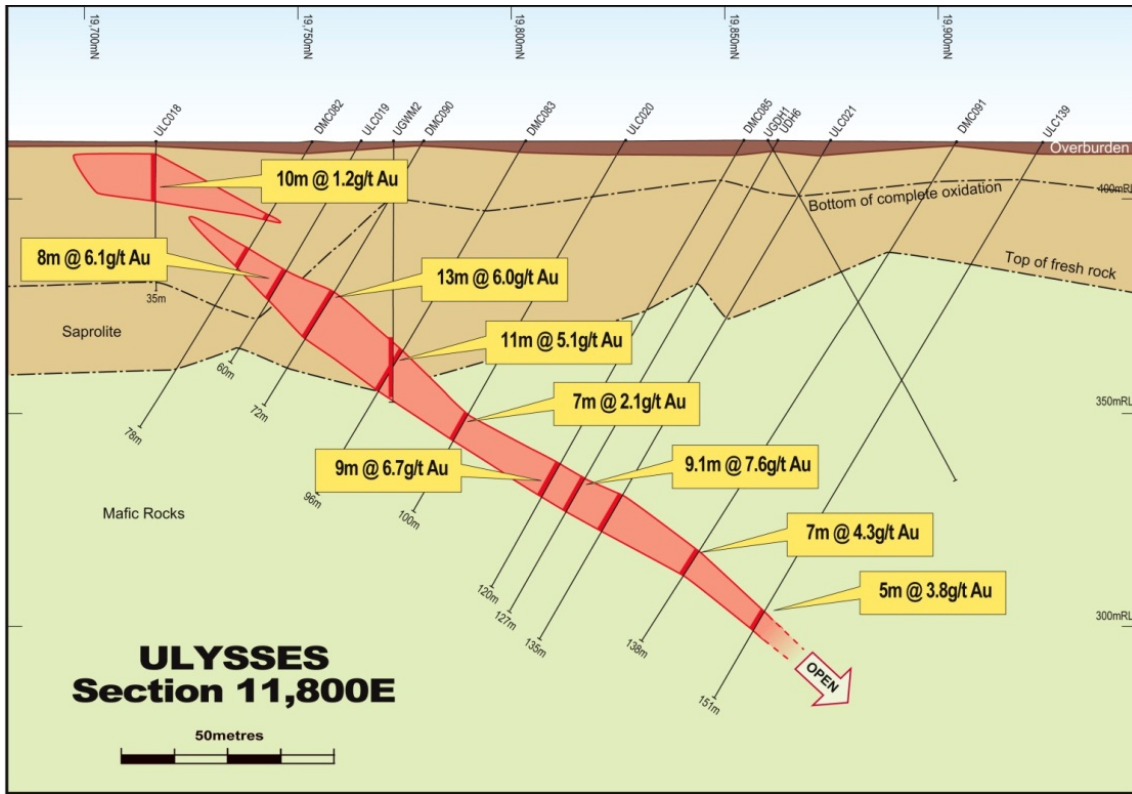 19,700mN
19,750mN
19,800mN
19,850mN
19,900mN
ULC018
DMC082
ULC019
UGWM2
DMC090
DMC083
ULC020
DMC085
UGDH1
UDH6
ULC021
DMC091
ULC139
Overburden
10m @ 1.2g/t Au
400mRL
Bottom of complete oxidation
8m @ 6.1g/t Au
13m @ 6.0g/t Au
Top of fresh rock
35m
Saprolite
11m @ 5.1g/t Au
60m
72m
78m
7m @ 2.1g/t Au
350mRL
9m @ 6.7g/t Au
9.1m @ 7.6g/t Au
96m
100m
Mafic Rocks
7m @ 4.3g/t Au
5m @ 3.8g/t Au
120m
127m
135m
138m
151m
300mRL
OPEN
ULYSSES
Section 11,800E
50metres